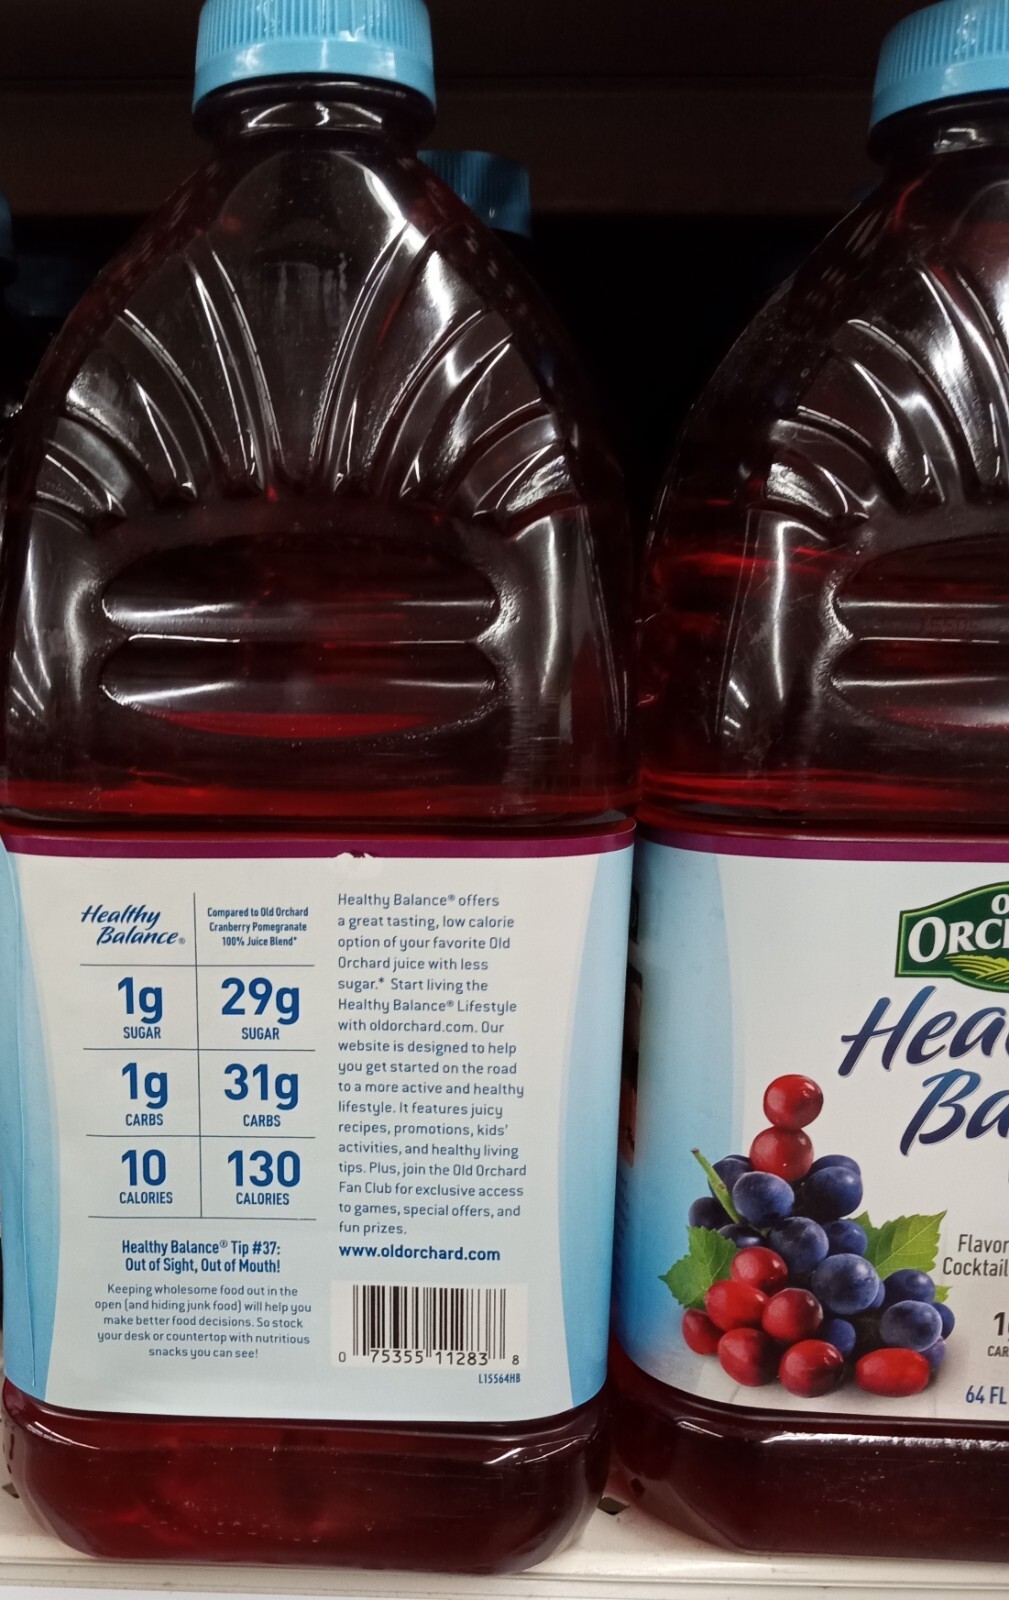 Healthy
Balance®
Compared to Old Orchard
Cranberry Pomegranate
100% Juice Blend*
1g
SUGAR
29g
SUGAR
1g
CARBS
31g
CARBS
10
CALORIES
130
CALORIES
Healthy Balance® Tip #37:
Out of Sight, Out of Mouth!
Keeping wholesome food out in the
open (and hiding junk food) will help you
make better food decisions. So stock
your desk or countertop with nutritious
snacks you can see!
Healthy Balance® offers
a great tasting, low calorie
option of your favorite Old
Orchard juice with less
sugar.* Start living the
Healthy Balance® Lifestyle
with oldorchard.com. Our
website is designed to help
you get started on the road
to a more active and healthy
lifestyle. It features juicy
recipes, promotions, kids'
activities, and healthy living
tips. Plus, join the Old Orchard
Fan Club for exclusive access
to games, special offers, and
fun prizes.
www.oldorchard.com
0 75355 11283 8
L15564HB
O
ORC
Hea
Ba
Flavor
Cocktail
1
CAR
64 FL